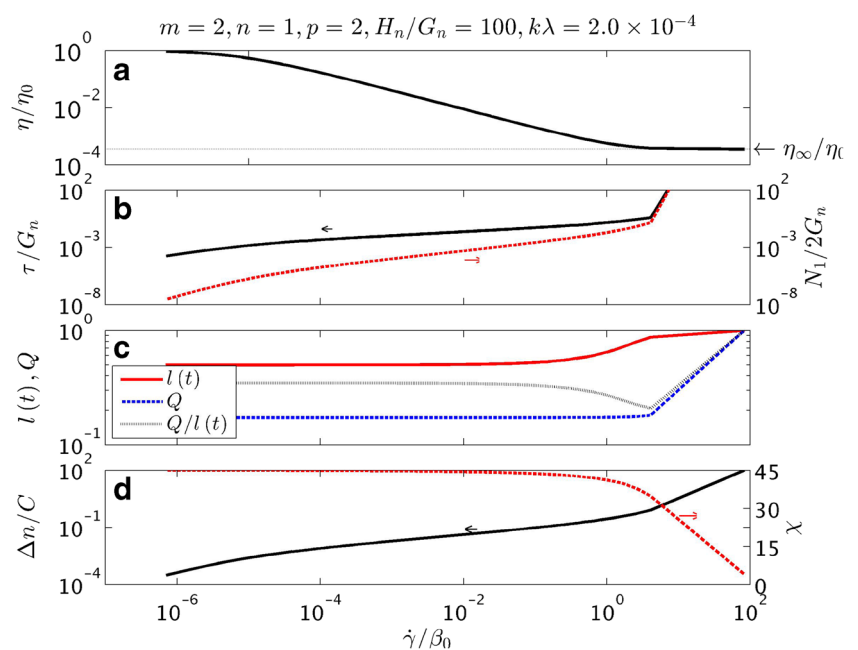 m = 2, n = 1, p = 2, H_n/G_n = 100, kλ = 2.0 × 10^−4
a
η/η_0
10^0
10^−2
10^−4
← η_∞/η_0
b
τ/G_n
10^2
10^−3
10^−8
←
→
10^2
10^−3
10^−8
N_1/2G_n
c
l(t), Q
10^0
10^−1
l(t)
Q
Q/l(t)
d
Δn/C
10^2
10^−1
10^−4
←
→
45
30
15
0
χ
10^−6
10^−4
10^−2
10^0
10^2
γ̇/β_0